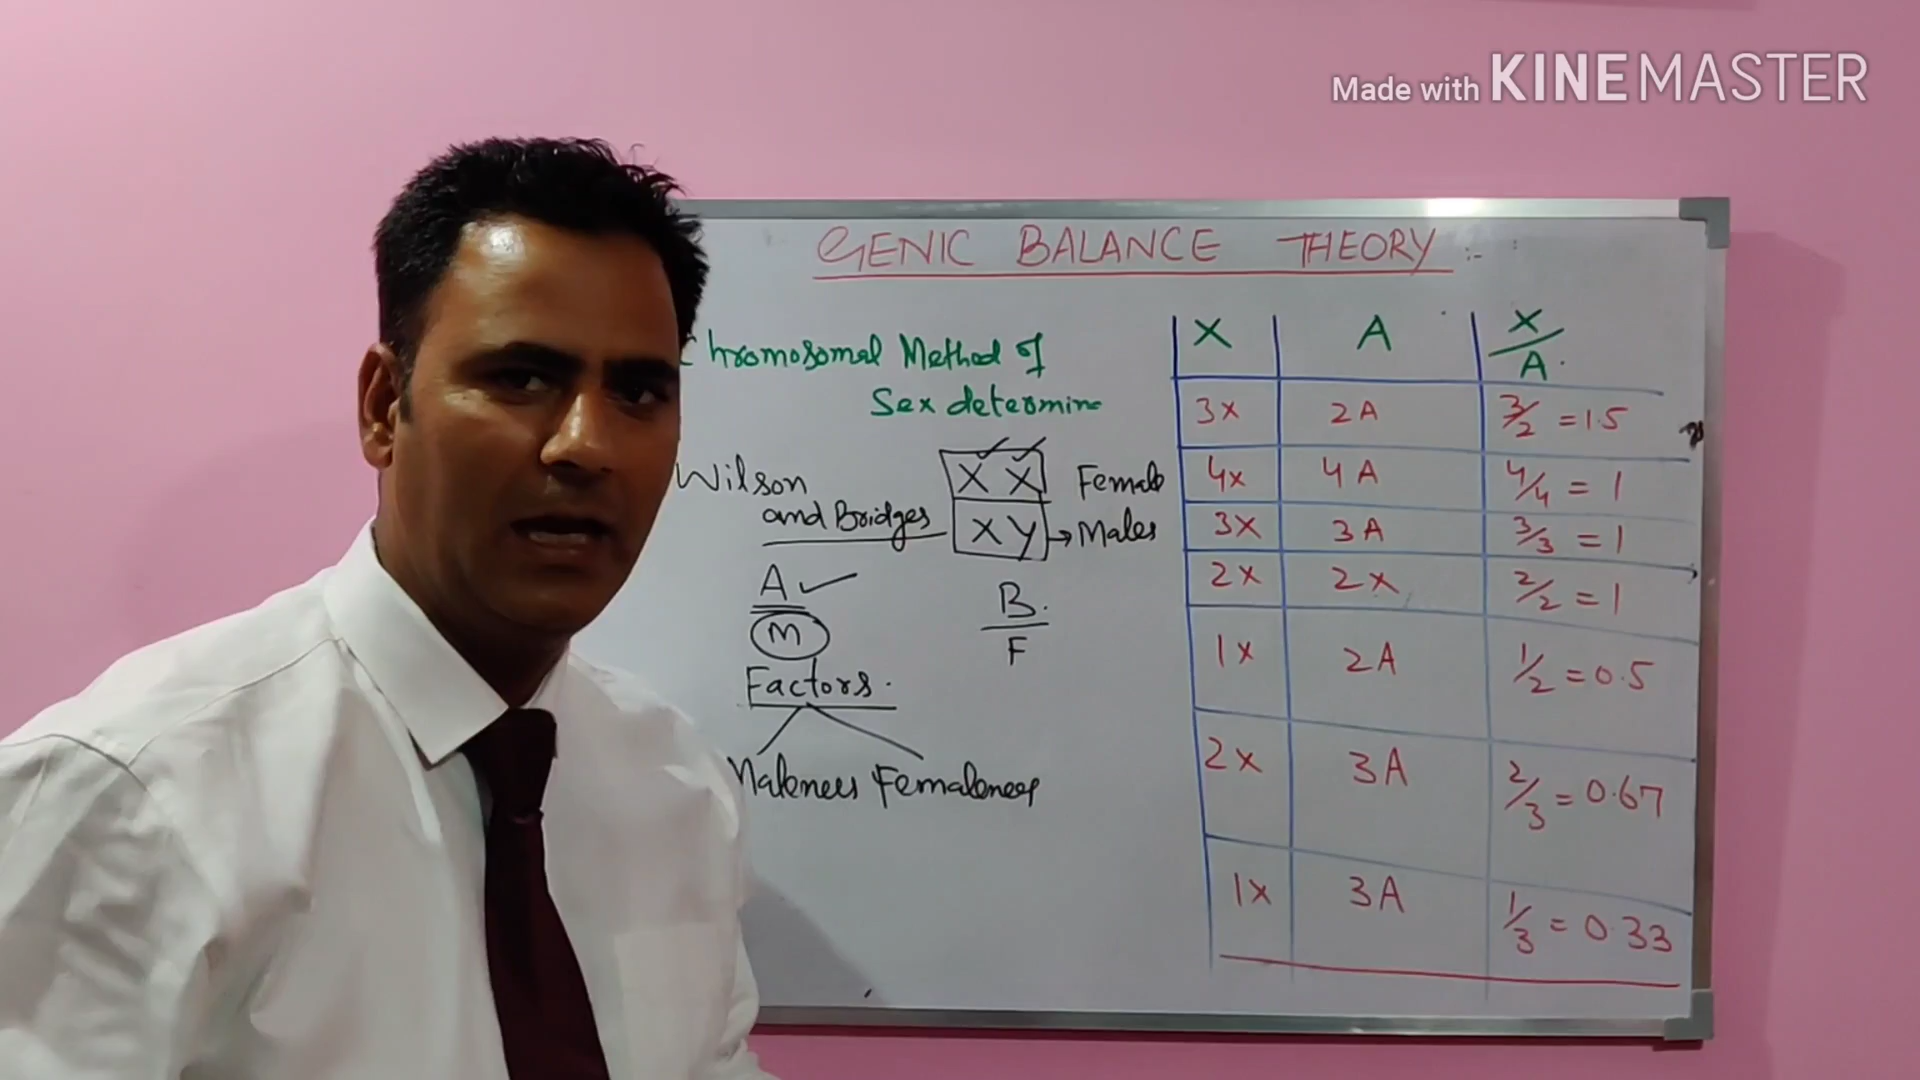 Made with KINEMASTER
GENIC BALANCE THEORY :-
Chromosomal Method of
Sex determine
Wilson
and Bridges
X X Female
X Y → Males
A ✓
M
B.
F
Factors.
Maleness Femaleness
X A X/A.
3x 2A 3/2 = 1.5
4x 4A 4/4 = 1
3x 3A 3/3 = 1
2x 2x 2/2 = 1
1x 2A 1/2 = 0.5
2x 3A 2/3 = 0.67
1x 3A 1/3 = 0.33